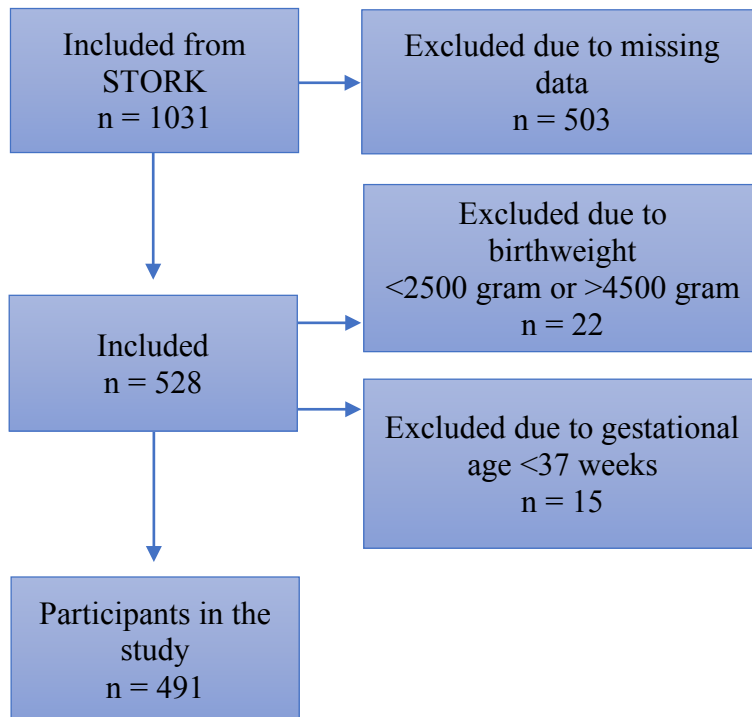 Included from
STORK
n = 1031
Excluded due to missing
data
n = 503
Excluded due to
birthweight
<2500 gram or >4500 gram
n = 22
Included
n = 528
Excluded due to gestational
age <37 weeks
n = 15
Participants in the
study
n = 491